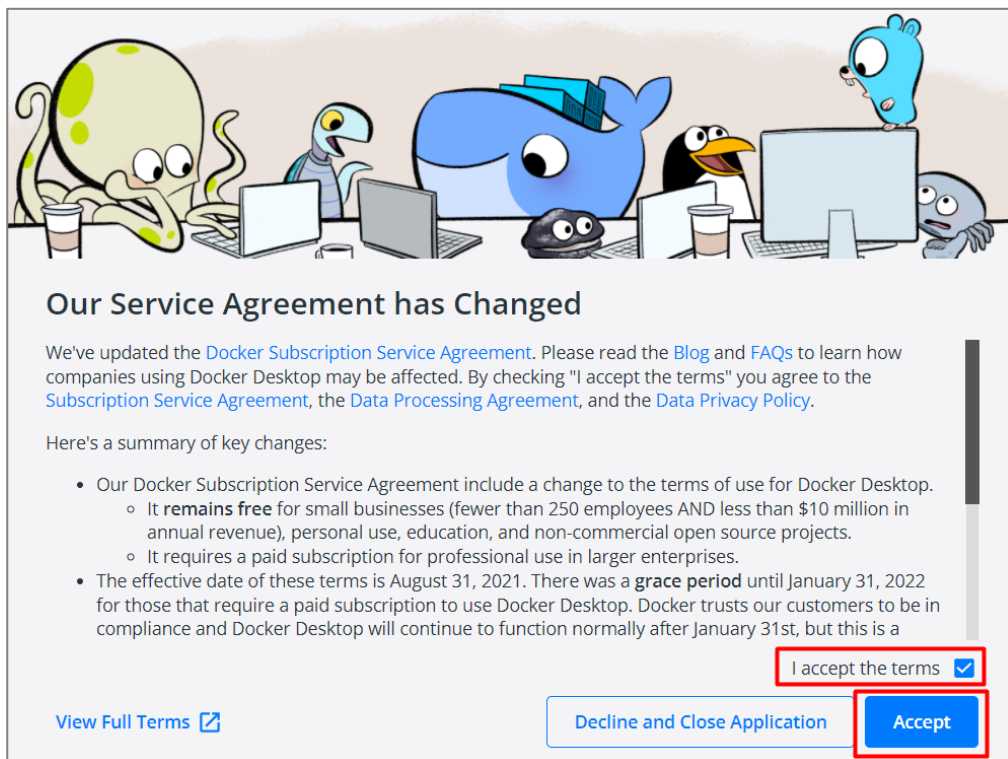 Our Service Agreement has Changed
We've updated the Docker Subscription Service Agreement. Please read the Blog and FAQs to learn how
companies using Docker Desktop may be affected. By checking "I accept the terms" you agree to the
Subscription Service Agreement, the Data Processing Agreement, and the Data Privacy Policy.
Here's a summary of key changes:
• Our Docker Subscription Service Agreement include a change to the terms of use for Docker Desktop.
◦ It remains free for small businesses (fewer than 250 employees AND less than $10 million in
annual revenue), personal use, education, and non-commercial open source projects.
◦ It requires a paid subscription for professional use in larger enterprises.
• The effective date of these terms is August 31, 2021. There was a grace period until January 31, 2022
for those that require a paid subscription to use Docker Desktop. Docker trusts our customers to be in
compliance and Docker Desktop will continue to function normally after January 31st, but this is a
I accept the terms
View Full Terms
Decline and Close Application
Accept